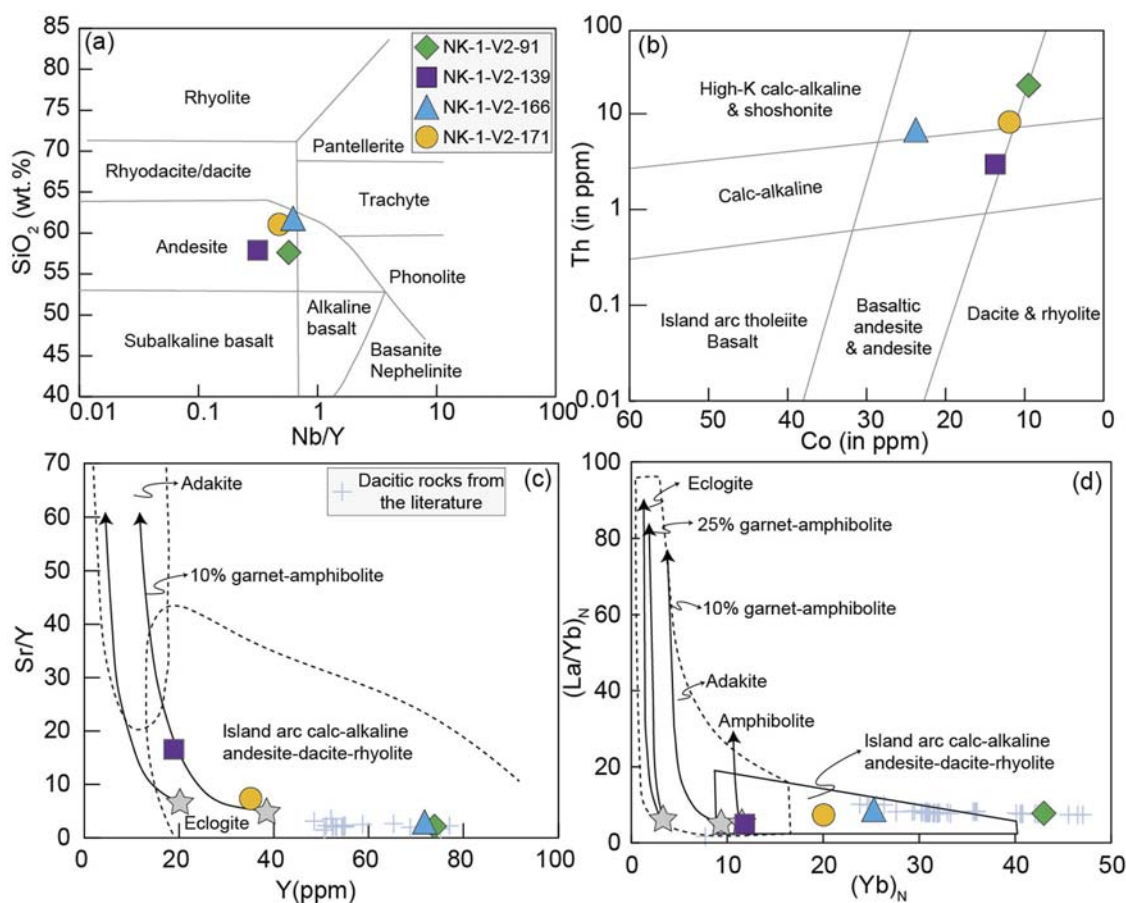 (a)
NK-1-V2-91
NK-1-V2-139
NK-1-V2-166
NK-1-V2-171
85
80
75
70
65
60
55
50
45
40
SiO2 (wt.%)
Rhyolite
Pantellerite
Rhyodacite/dacite
Trachyte
Andesite
Phonolite
Alkaline
basalt
Subalkaline basalt
Basanite
Nephelinite
0.01
0.1
1
10
100
Nb/Y
(b)
100
10
1
0.1
0.01
Th (in ppm)
High-K calc-alkaline
& shoshonite
Calc-alkaline
Island arc tholeiite
Basalt
Basaltic
andesite
& andesite
Dacite & rhyolite
60
50
40
30
20
10
0
Co (in ppm)
(c)
70
60
50
40
30
20
10
0
Sr/Y
Adakite
Dacitic rocks from
the literature
10% garnet-amphibolite
Island arc calc-alkaline
andesite-dacite-rhyolite
Eclogite
0
20
40
60
80
100
Y(ppm)
(d)
100
80
60
40
20
0
(La/Yb)N
Eclogite
25% garnet-amphibolite
10% garnet-amphibolite
Adakite
Amphibolite
Island arc calc-alkaline
andesite-dacite-rhyolite
0
10
20
30
40
50
(Yb)N